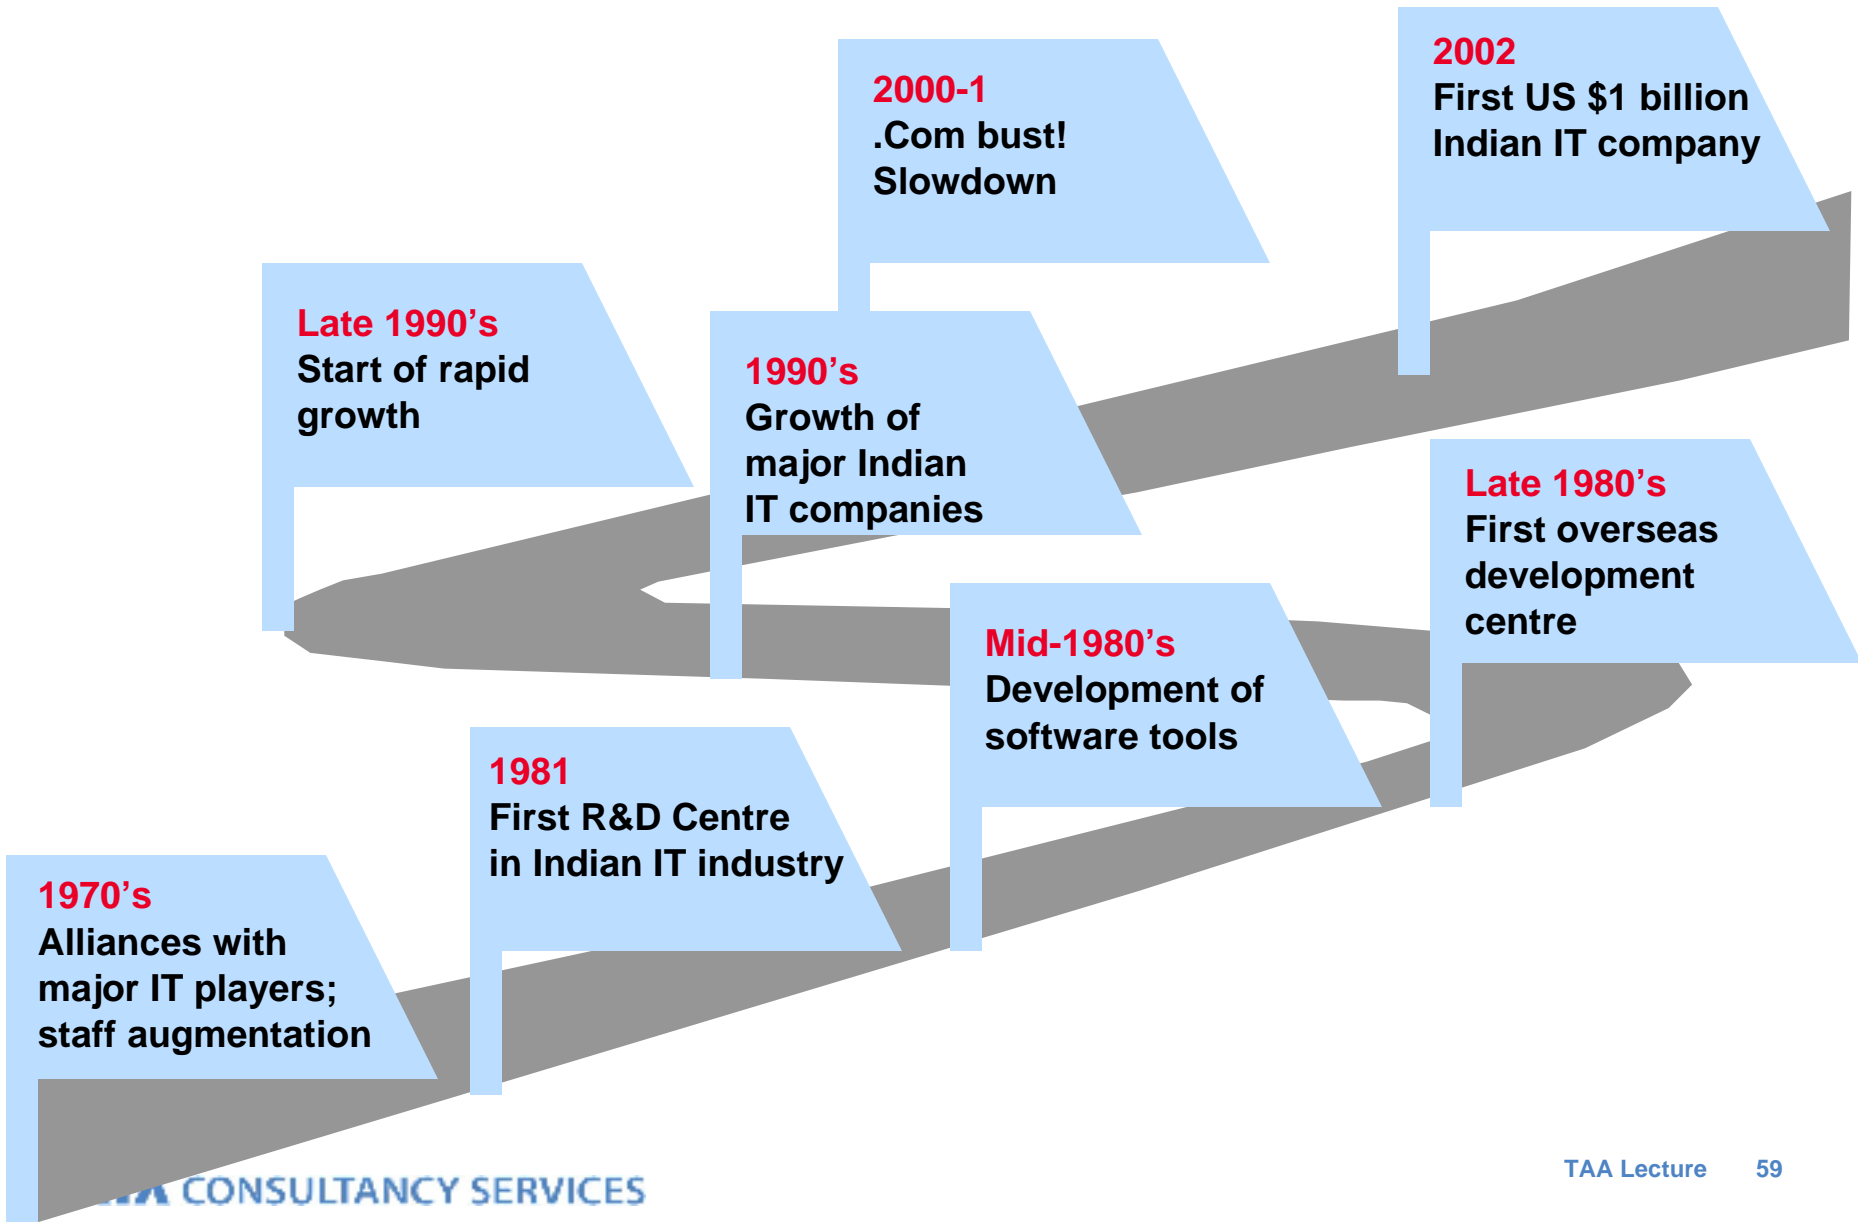 2002
First US $1 billion
Indian IT company
2000-1
.Com bust!
Slowdown
Late 1990’s
Start of rapid
growth
1990’s
Growth of
major Indian
IT companies
Late 1980’s
First overseas
development
centre
Mid-1980’s
Development of
software tools
1981
First R&D Centre
in Indian IT industry
1970’s
Alliances with
major IT players;
staff augmentation
CONSULTANCY SERVICES
TAA Lecture 59